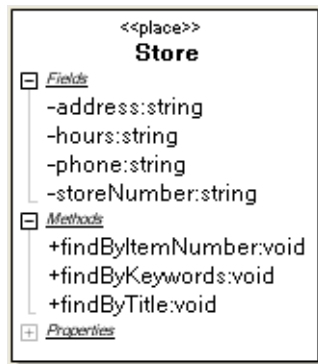 <<place>>
Store
Fields
-address:string
-hours:string
-phone:string
-storeNumber:string
Methods
+findByItemNumber:void
+findByKeywords:void
+findByTitle:void
Properties